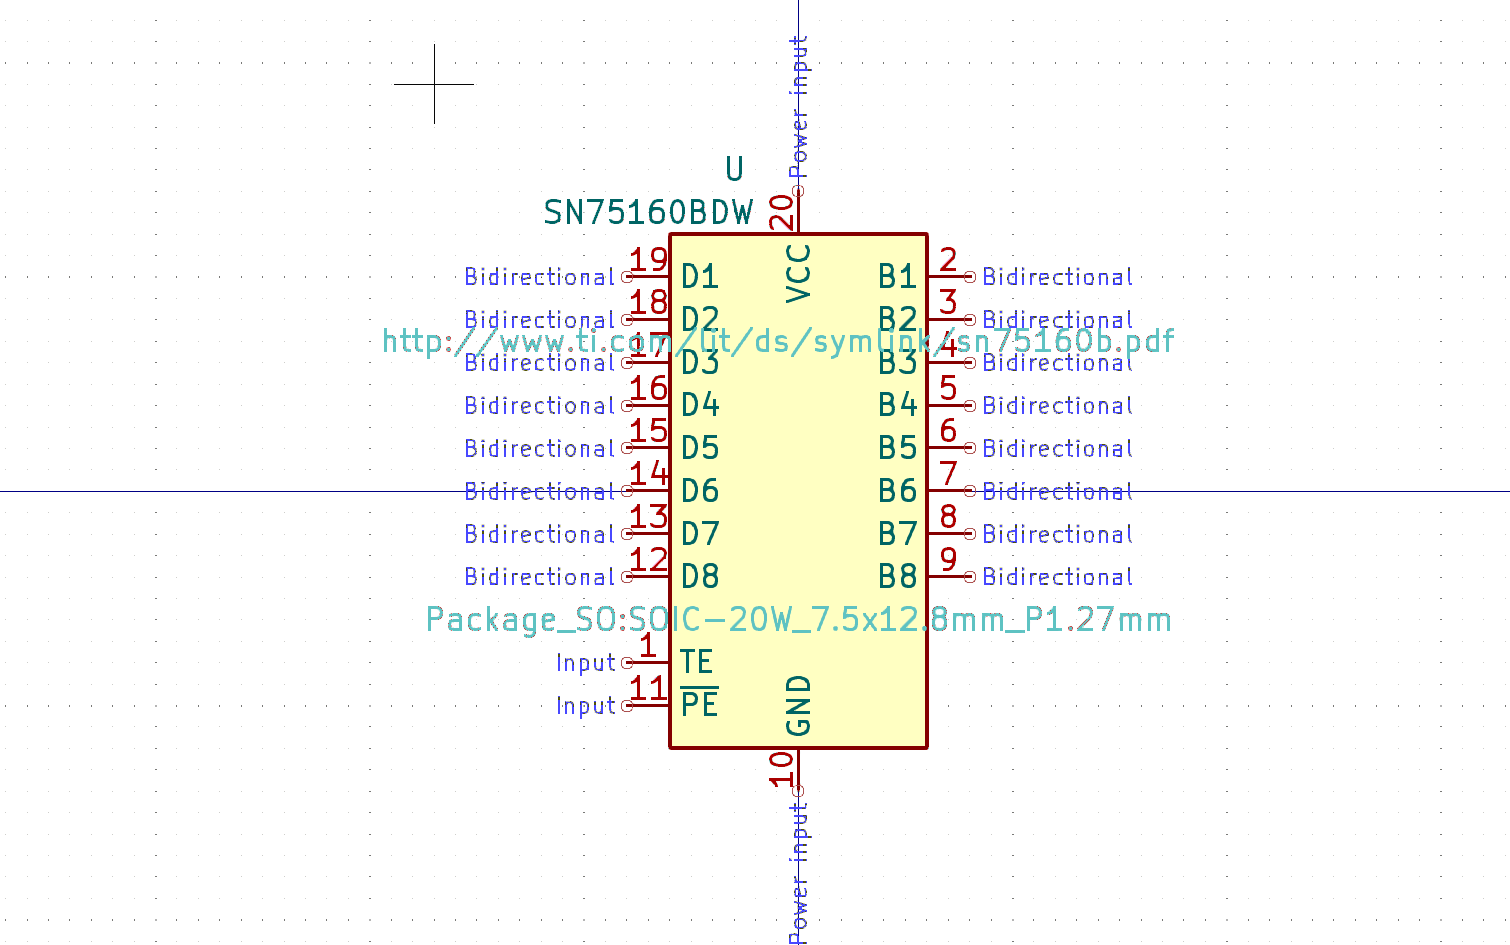 Power input
U
SN75160BDW
20
VCC
Bidirectional 19 D1 B1 2 Bidirectional
Bidirectional 18 D2 B2 3 Bidirectional
http://www.ti.com/lit/ds/symlink/sn75160b.pdf
Bidirectional 17 D3 B3 4 Bidirectional
Bidirectional 16 D4 B4 5 Bidirectional
Bidirectional 15 D5 B5 6 Bidirectional
Bidirectional 14 D6 B6 7 Bidirectional
Bidirectional 13 D7 B7 8 Bidirectional
Bidirectional 12 D8 B8 9 Bidirectional
Package_SO:SOIC-20W_7.5x12.8mm_P1.27mm
Input 1 TE
Input 11 PE
GND
10
Power input